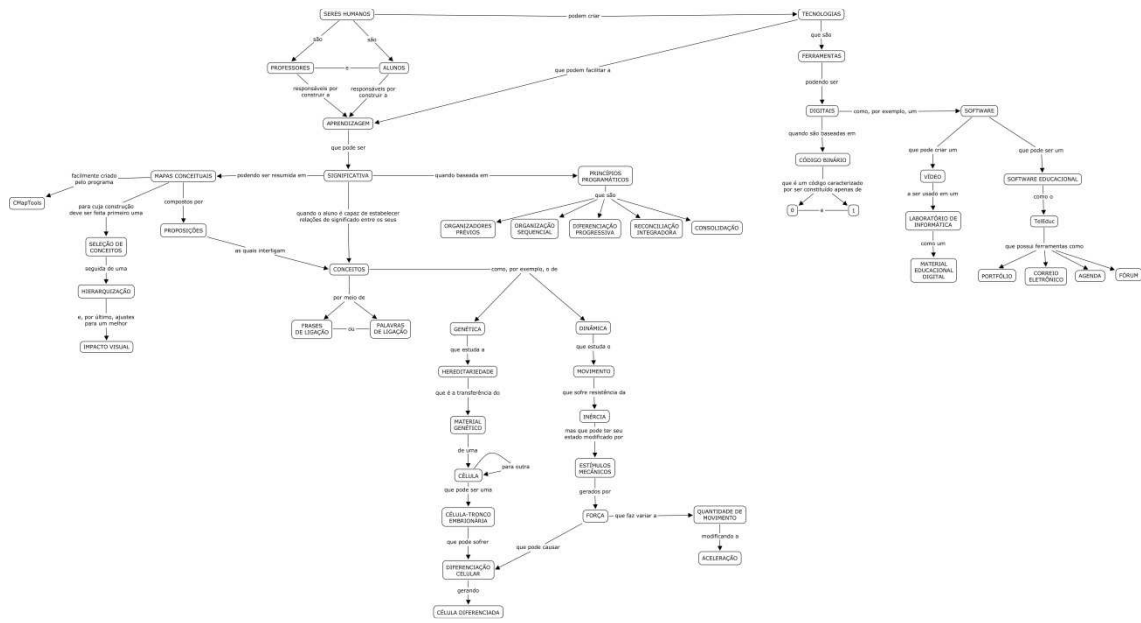 SERES HUMANOS
podem criar
TECNOLOGIAS
são
são
que são
PROFESSORES
e
ALUNOS
FERRAMENTAS
que podem facilitar a
responsáveis por
construir a
responsáveis por
construir a
podendo ser
APRENDIZAGEM
DIGITAIS
como, por exemplo, um
SOFTWARE
que pode ser
quando são baseadas em
que pode criar um
que pode ser um
CÓDIGO BINÁRIO
facilmente criado
pelo programa
MAPAS CONCEITUAIS
podendo ser resumida em
SIGNIFICATIVA
quando baseada em
PRINCÍPIOS
PROGRAMÁTICOS
VÍDEO
SOFTWARE EDUCACIONAL
que é um código caracterizado
por ser constituído apenas de
a ser usado em um
como o
CMapTools
para cuja construção
deve ser feita primeiro uma
compostos por
quando o aluno é capaz de estabelecer
relações de significado entre os seus
que são
0
e
1
LABORATÓRIO DE
INFORMÁTICA
TelEduc
PROPOSIÇÕES
ORGANIZADORES
PRÉVIOS
ORGANIZAÇÃO
SEQUENCIAL
DIFERENCIAÇÃO
PROGRESSIVA
RECONCILIAÇÃO
INTEGRADORA
CONSOLIDAÇÃO
como um
que possui ferramentas como
SELEÇÃO DE
CONCEITOS
as quais interligam
MATERIAL
EDUCACIONAL
DIGITAL
PORTFÓLIO
CORREIO
ELETRÔNICO
AGENDA
FÓRUM
seguida de uma
CONCEITOS
como, por exemplo, o de
HIERARQUIZAÇÃO
por meio de
e, por último, ajustes
para um melhor
FRASES
DE LIGAÇÃO
ou
PALAVRAS
DE LIGAÇÃO
GENÉTICA
DINÂMICA
IMPACTO VISUAL
que estuda a
que estuda o
HEREDITARIEDADE
MOVIMENTO
que é a transferência do
que sofre resistência da
MATERIAL
GENÉTICO
INÉRCIA
mas que pode ter seu
estado modificado por
de uma
CÉLULA
para outra
ESTÍMULOS
MECÂNICOS
que pode ser uma
gerados por
CÉLULA-TRONCO
EMBRIONÁRIA
FORÇA
que faz variar a
QUANTIDADE DE
MOVIMENTO
que pode sofrer
que pode causar
modificando a
DIFERENCIAÇÃO
CELULAR
ACELERAÇÃO
gerando
CÉLULA DIFERENCIADA